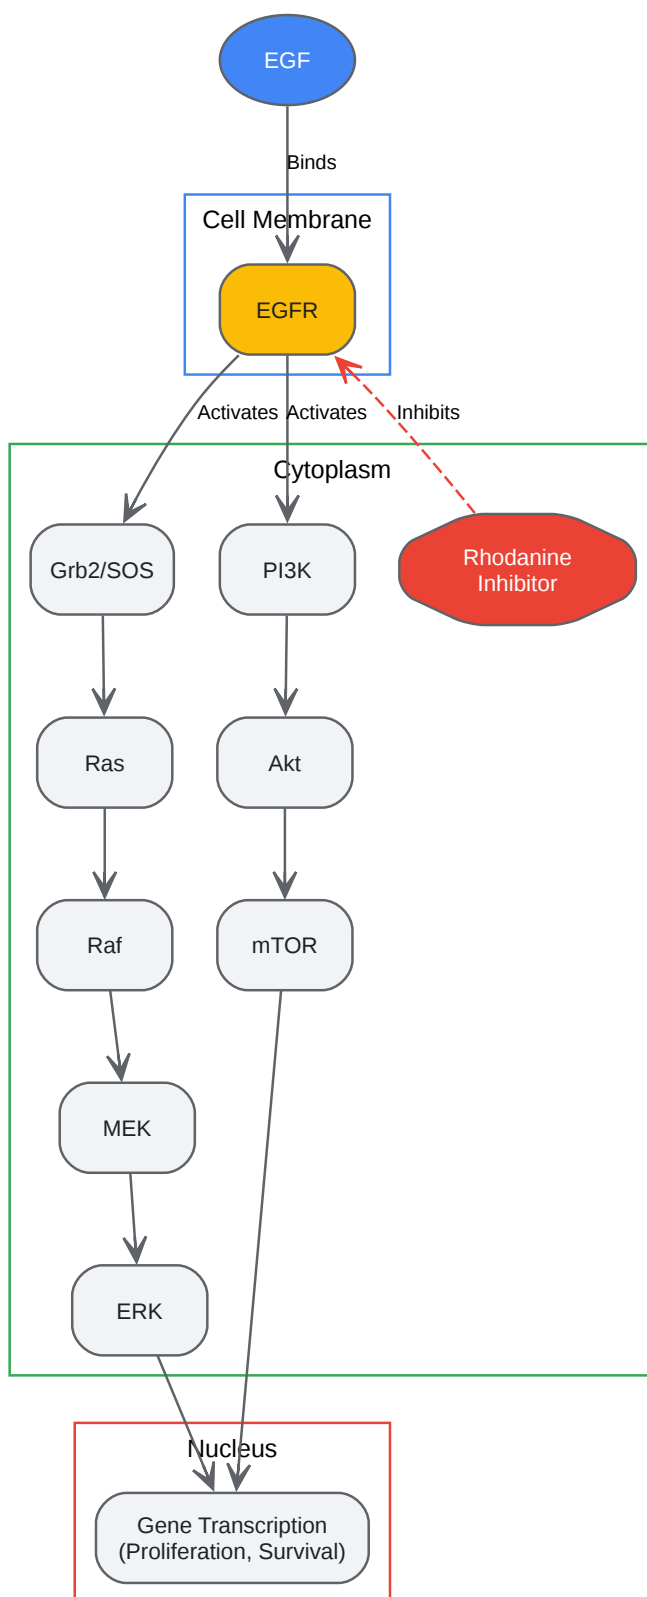 EGF
Binds
Cell Membrane
EGFR
Activates
Activates
Inhibits
Cytoplasm
Grb2/SOS
PI3K
Rhodanine
Inhibitor
Ras
Akt
Raf
mTOR
MEK
ERK
Nucleus
Gene Transcription
(Proliferation, Survival)